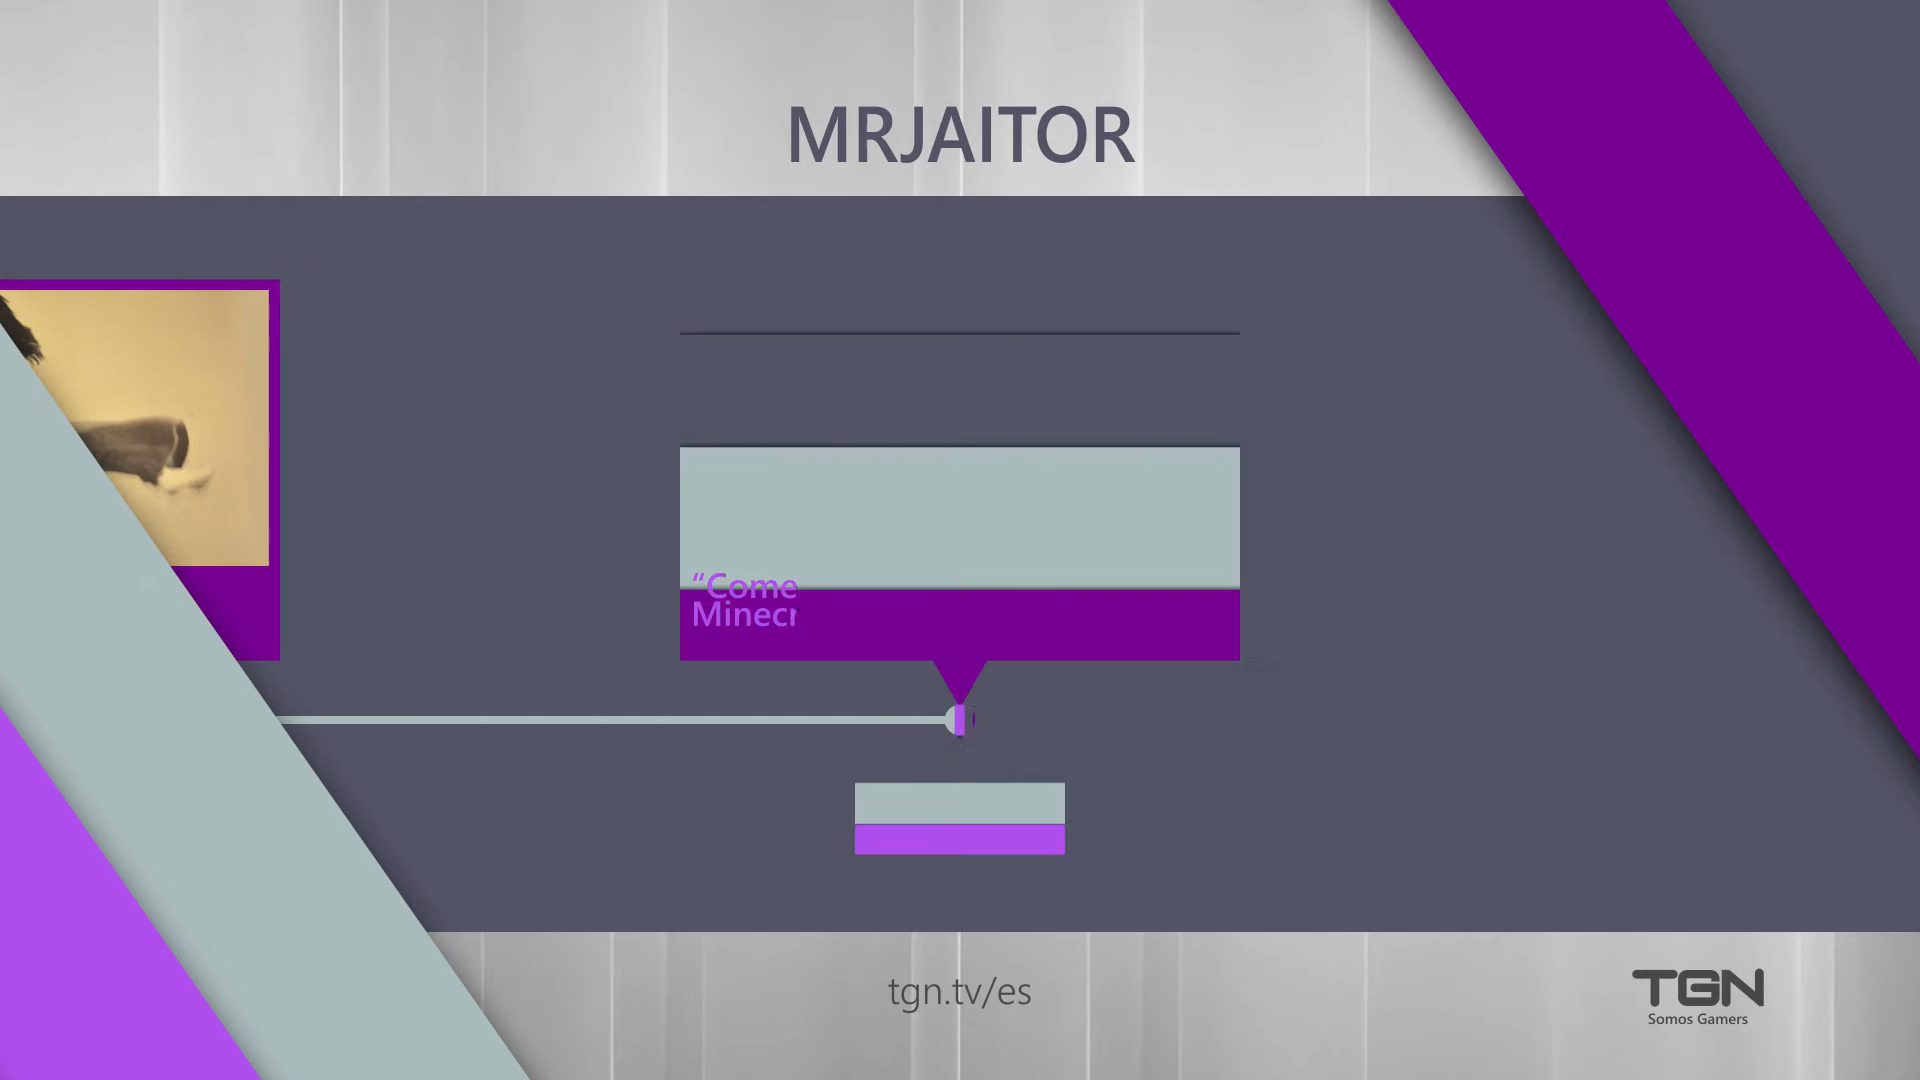 MRJAITOR
“Come
Minecr
tgn.tv/es
TGN
Somos Gamers